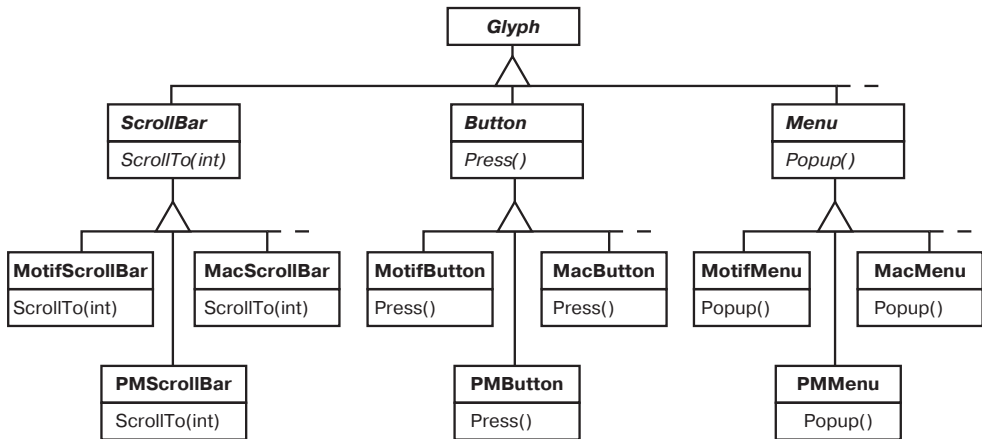 Glyph
ScrollBar
ScrollTo(int)
Button
Press()
Menu
Popup()
MotifScrollBar
ScrollTo(int)
MacScrollBar
ScrollTo(int)
MotifButton
Press()
MacButton
Press()
MotifMenu
Popup()
MacMenu
Popup()
PMScrollBar
ScrollTo(int)
PMButton
Press()
PMMenu
Popup()